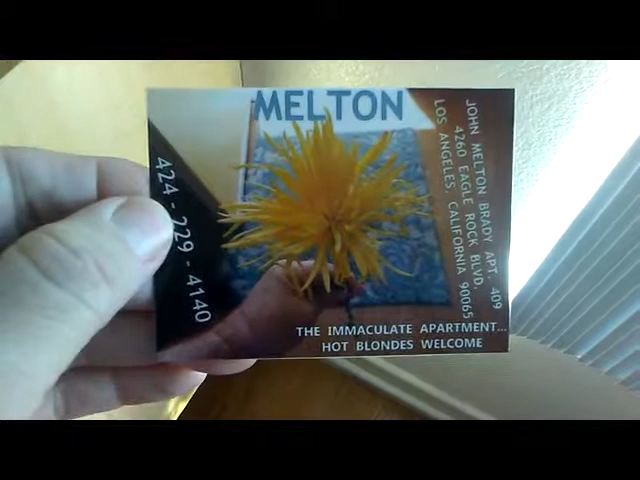 MELTON
JOHN MELTON BRADY APT. 409
4260 EAGLE ROCK BLVD.
LOS ANGELES, CALIFORNIA 90065
424 - 229 - 4140
THE IMMACULATE APARTMENT...
HOT BLONDES WELCOME